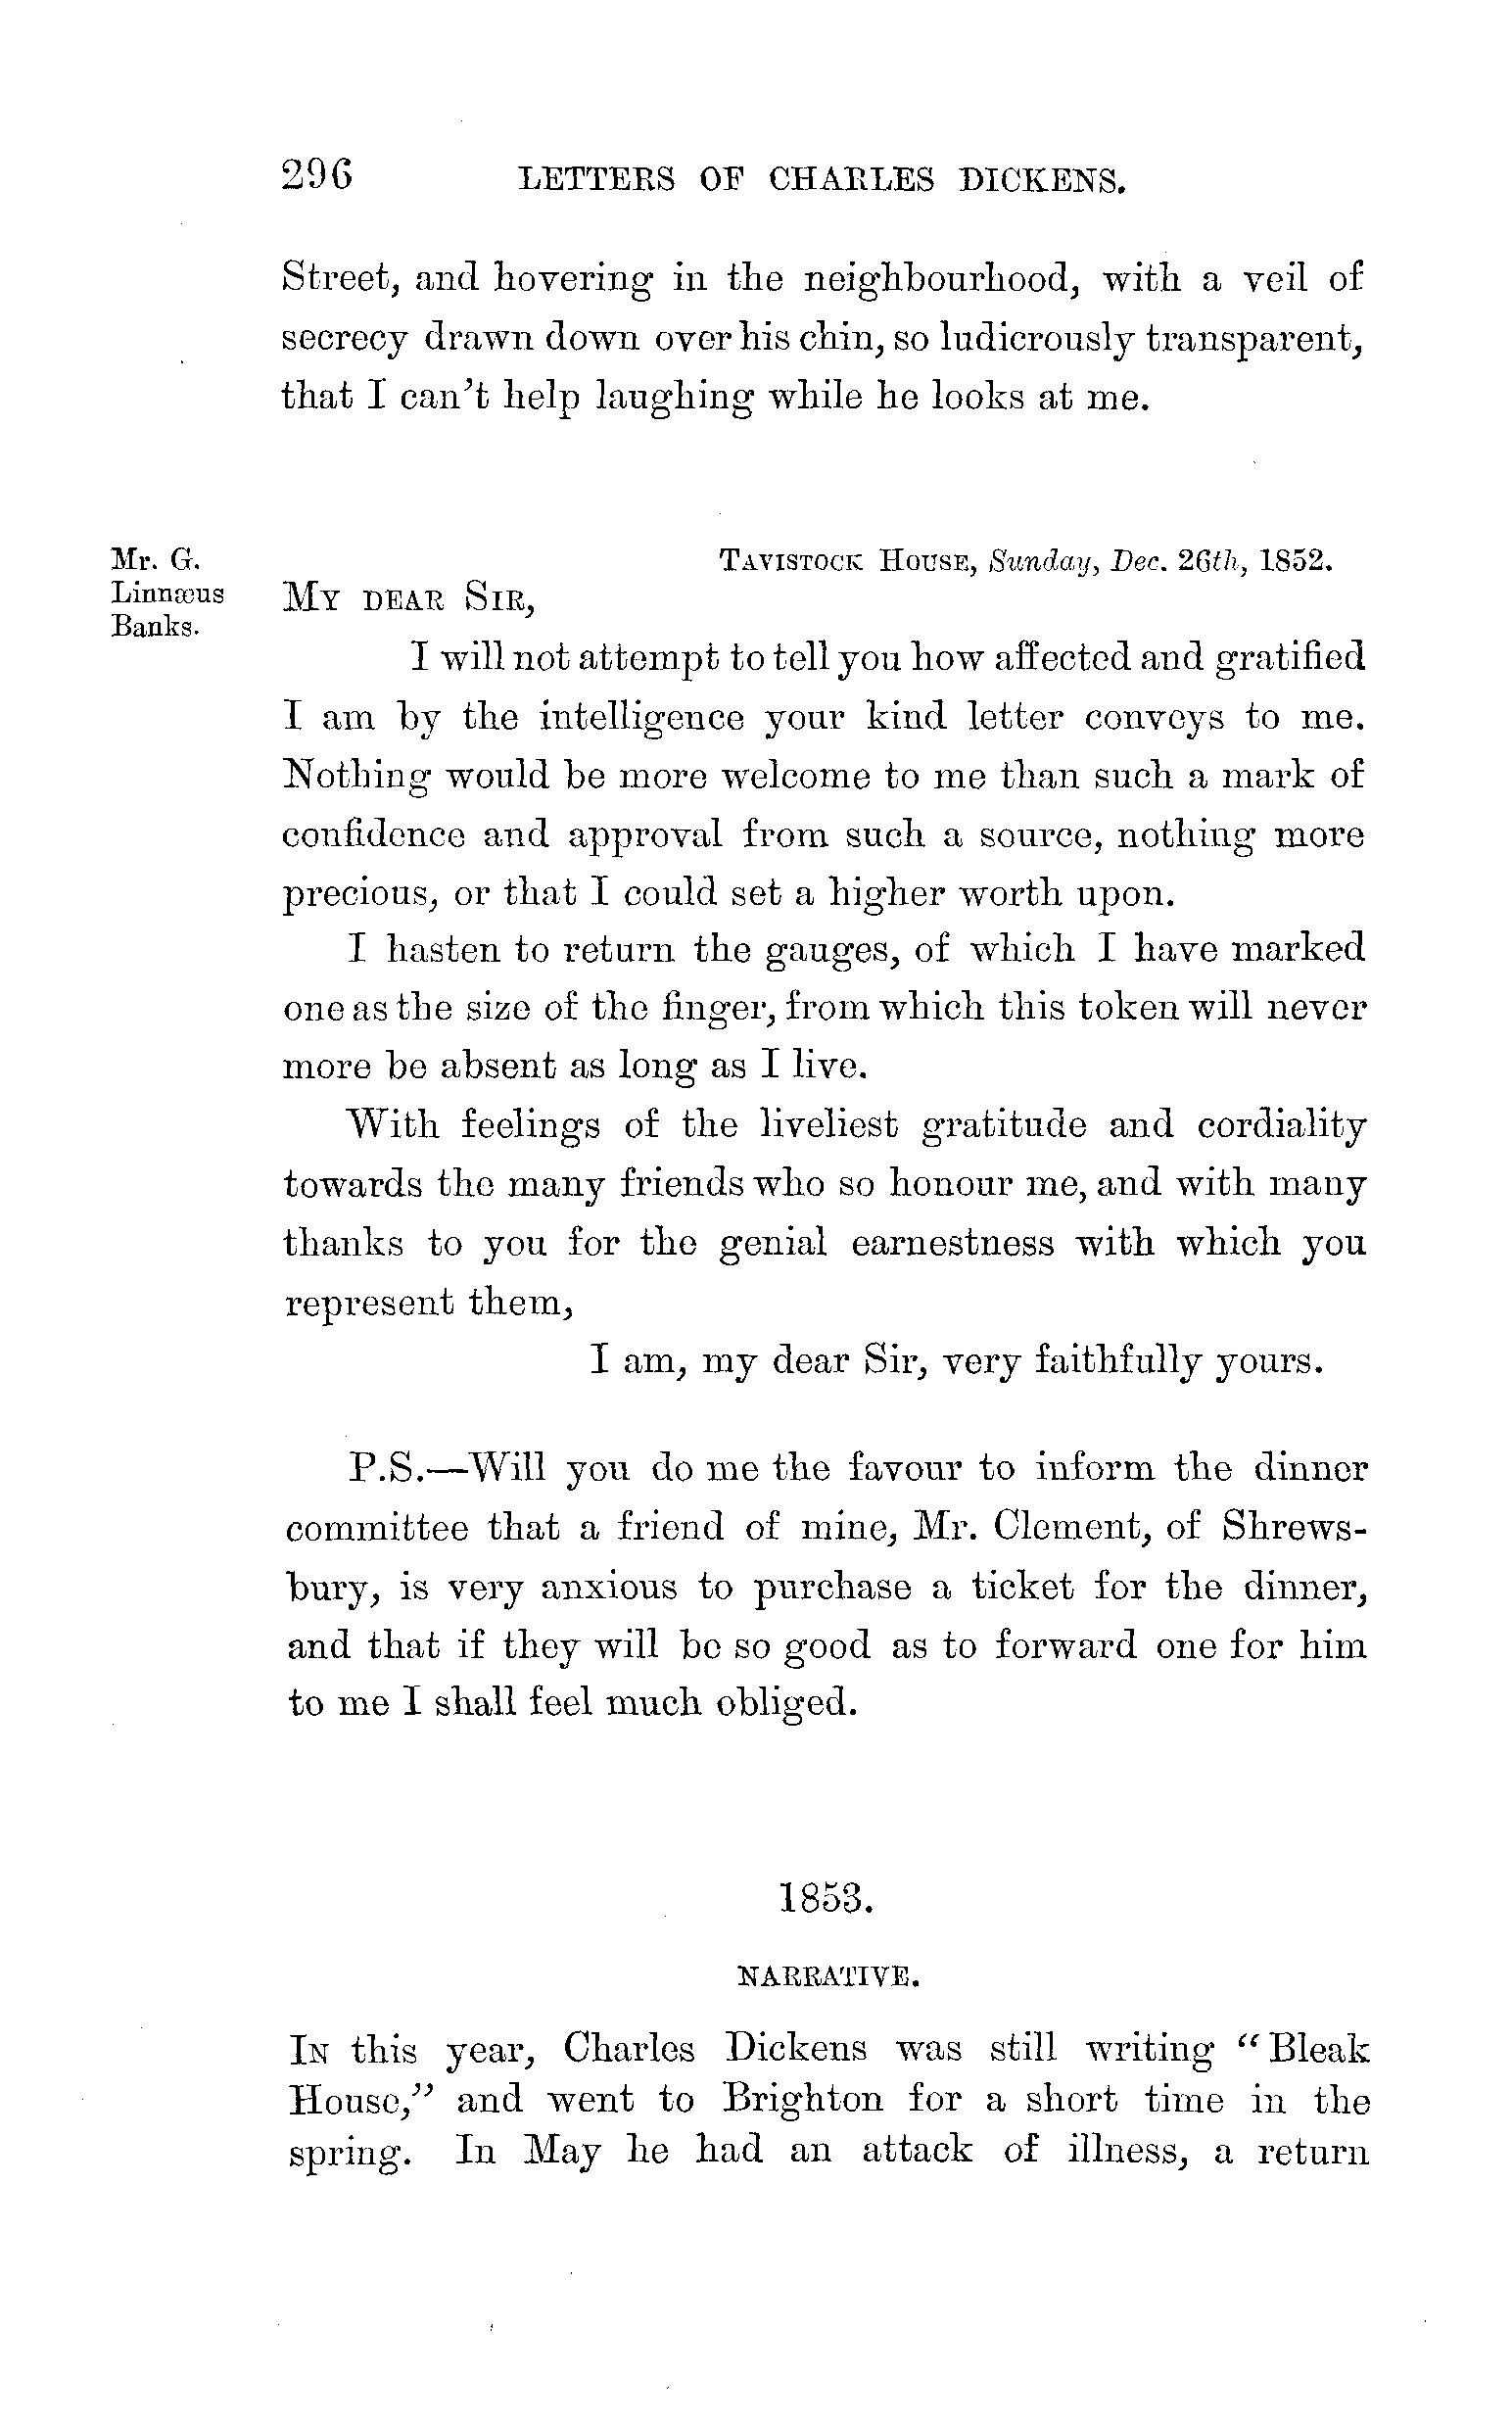 296 LETTERS OF CHARLES DICKENS.
Street, and hovering in the neighbourhood, with a veil of
secrecy drawn down over his chin, so ludicrously transparent,
that I can't help laughing while he looks at me.
Mr. G.
Linnæus
Banks.
TAVISTOCK HOUSE, Sunday, Dec. 26th, 1852.
MY DEAR SIR,
I will not attempt to tell you how affected and gratified
I am by the intelligence your kind letter conveys to me.
Nothing would be more welcome to me than such a mark of
confidence and approval from such a source, nothing more
precious, or that I could set a higher worth upon.
I hasten to return the gauges, of which I have marked
one as the size of the finger, from which this token will never
more be absent as long as I live.
With feelings of the liveliest gratitude and cordiality
towards the many friends who so honour me, and with many
thanks to you for the genial earnestness with which you
represent them,
I am, my dear Sir, very faithfully yours.
P.S.—Will you do me the favour to inform the dinner
committee that a friend of mine, Mr. Clement, of Shrews-
bury, is very anxious to purchase a ticket for the dinner,
and that if they will be so good as to forward one for him
to me I shall feel much obliged.
1853.
NARRATIVE.
IN this year, Charles Dickens was still writing "Bleak
House," and went to Brighton for a short time in the
spring. In May he had an attack of illness, a return